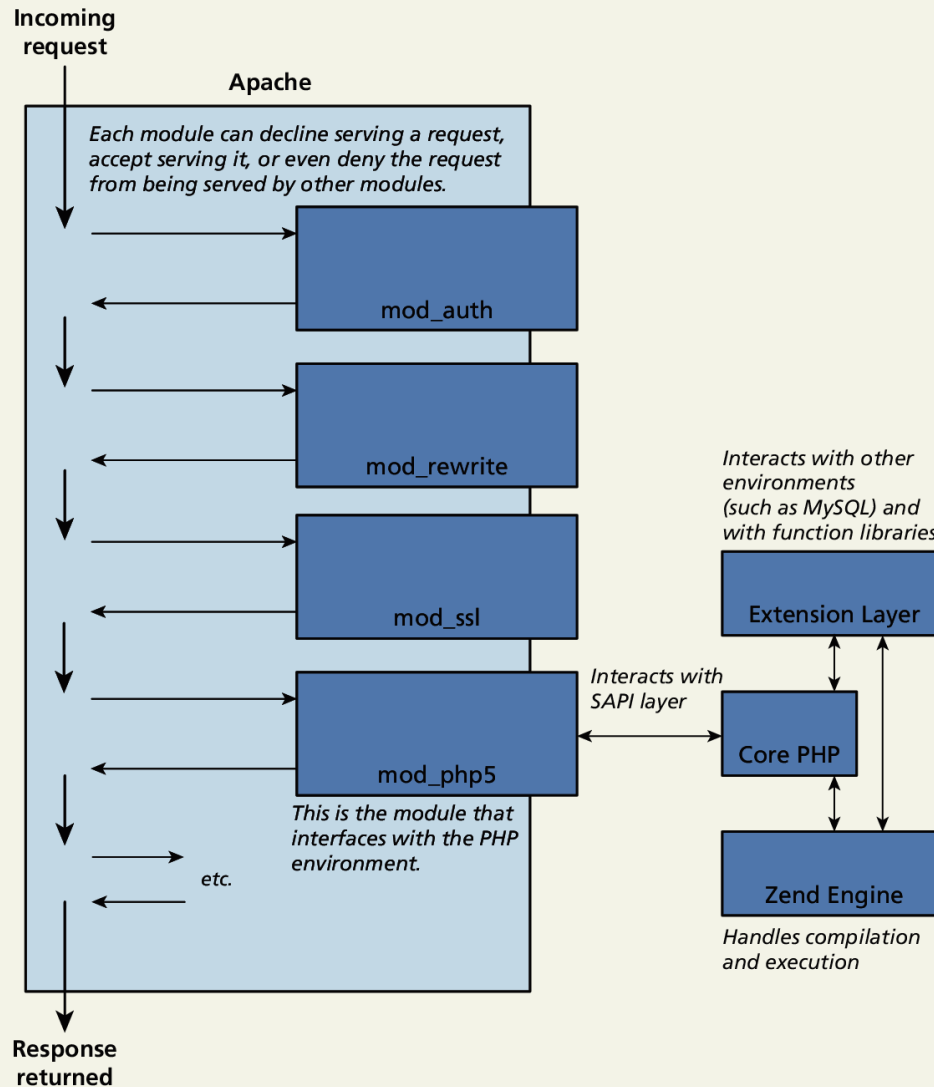 Incoming
request
Apache
Each module can decline serving a request,
accept serving it, or even deny the request
from being served by other modules.
mod_auth
mod_rewrite
mod_ssl
mod_php5
This is the module that
interfaces with the PHP
environment.
etc.
Response
returned
Interacts with
SAPI layer
Interacts with other
environments
(such as MySQL) and
with function libraries
Extension Layer
Core PHP
Zend Engine
Handles compilation
and execution